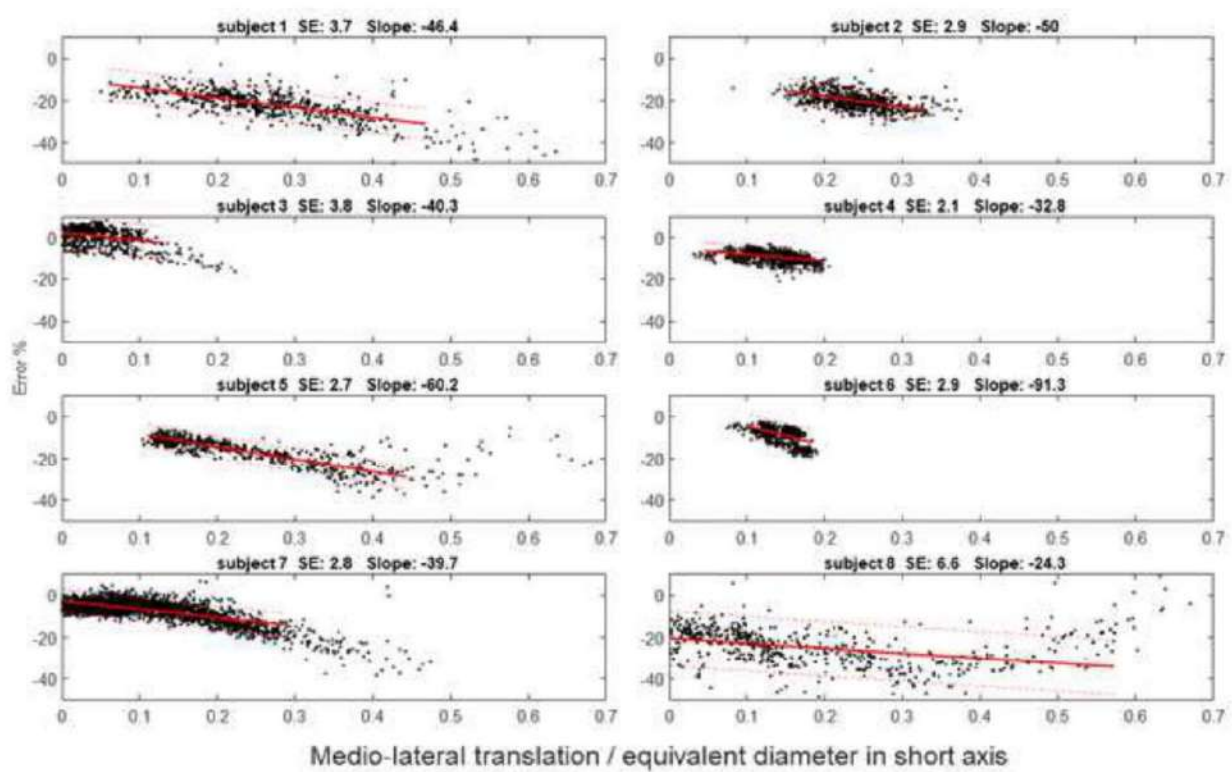 subject 1 SE: 3.7 Slope: -46.4
subject 2 SE: 2.9 Slope: -50
0
-20
-40
0 0.1 0.2 0.3 0.4 0.5 0.6 0.7
0
-20
-40
0 0.1 0.2 0.3 0.4 0.5 0.6 0.7
subject 3 SE: 3.8 Slope: -40.3
subject 4 SE: 2.1 Slope: -32.8
0
-20
-40
0 0.1 0.2 0.3 0.4 0.5 0.6 0.7
0
-20
-40
0 0.1 0.2 0.3 0.4 0.5 0.6 0.7
Error %
subject 5 SE: 2.7 Slope: -60.2
subject 6 SE: 2.9 Slope: -91.3
0
-20
-40
0 0.1 0.2 0.3 0.4 0.5 0.6 0.7
0
-20
-40
0 0.1 0.2 0.3 0.4 0.5 0.6 0.7
subject 7 SE: 2.8 Slope: -39.7
subject 8 SE: 6.6 Slope: -24.3
0
-20
-40
0 0.1 0.2 0.3 0.4 0.5 0.6 0.7
0
-20
-40
0 0.1 0.2 0.3 0.4 0.5 0.6 0.7
Medio-lateral translation / equivalent diameter in short axis